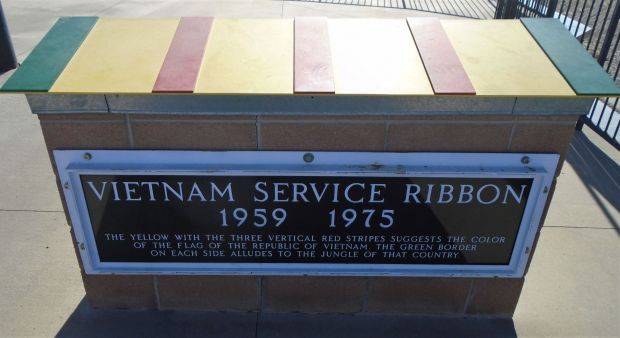 VIETNAM SERVICE RIBBON
1959 1975
THE YELLOW WITH THE THREE VERTICAL RED STRIPES SUGGESTS THE COLOR
OF THE FLAG OF THE REPUBLIC OF VIETNAM. THE GREEN BORDER
ON EACH SIDE ALLUDES TO THE JUNGLE OF THAT COUNTRY